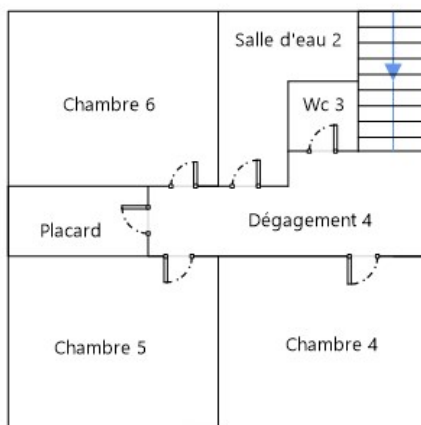 Salle d'eau 2
Chambre 6
Wc 3
Placard
Dégagement 4
Chambre 5
Chambre 4